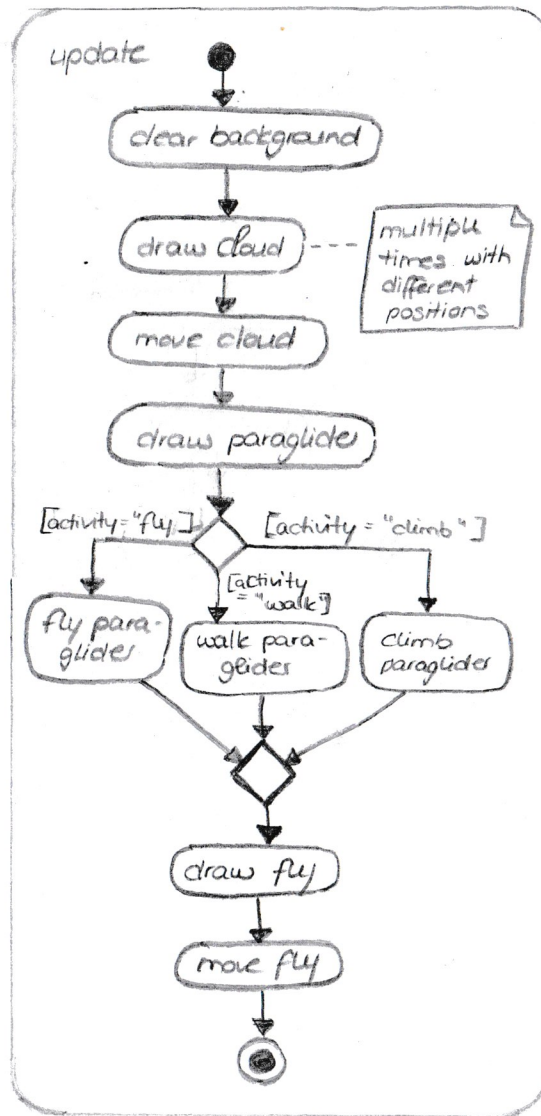 update
clear background
draw cloud
multiple
times with
different
positions
move cloud
draw paraglider
[activity="fly]
[activity = "climb"]
[activity
="walk"]
fly para-
glider
walk para-
glider
climb
paraglider
draw fly
move fly